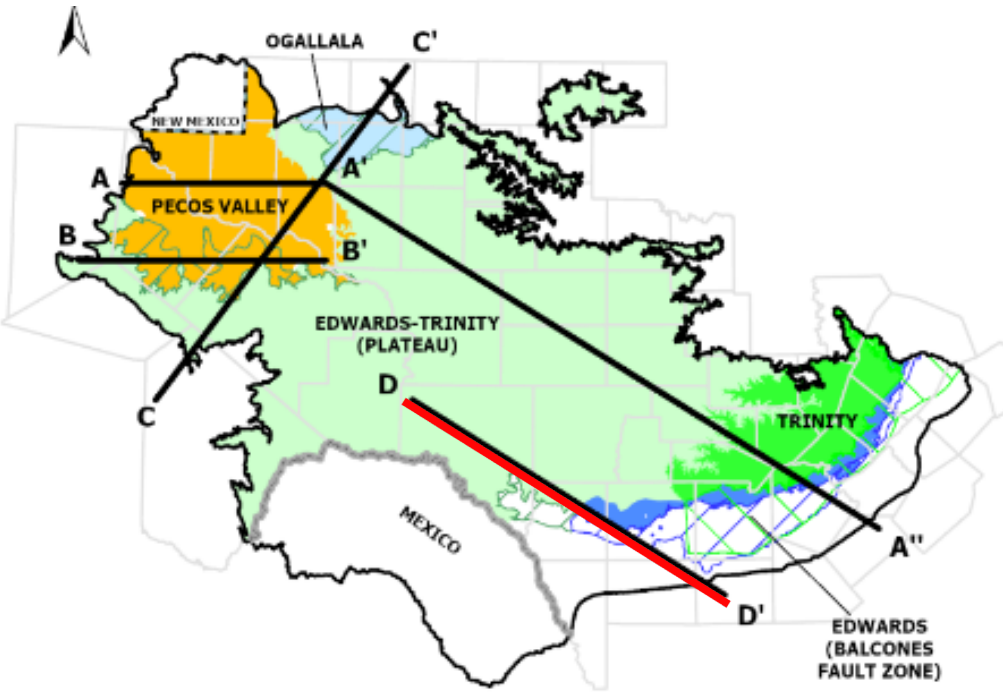 C'
OGALLALA
NEW MEXICO
A'
A
PECOS VALLEY
B
B'
EDWARDS-TRINITY
(PLATEAU)
D
C
TRINITY
MEXICO
A''
D'
EDWARDS
(BALCONES
FAULT ZONE)